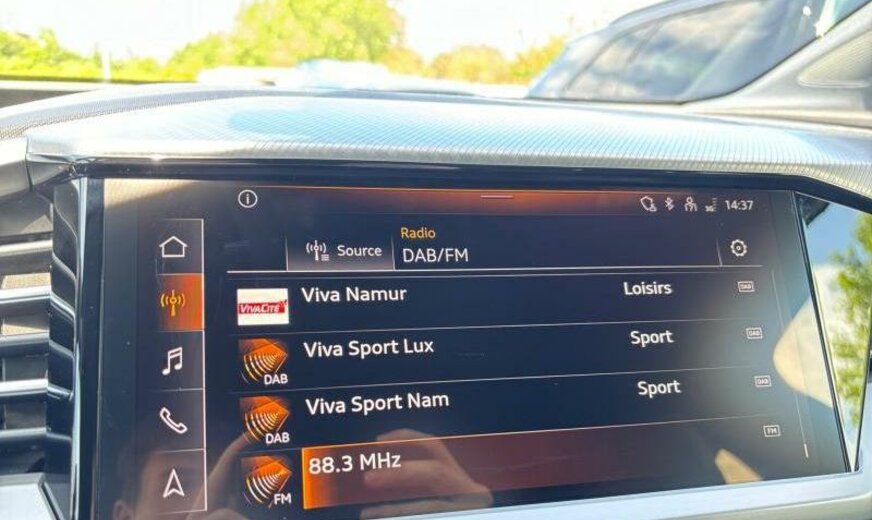 14:37
Radio
Source DAB/FM
VIVACITÉ Viva Namur Loisirs DAB
Viva Sport Lux Sport DAB
DAB
Viva Sport Nam Sport DAB
DAB
88.3 MHz FM
FM